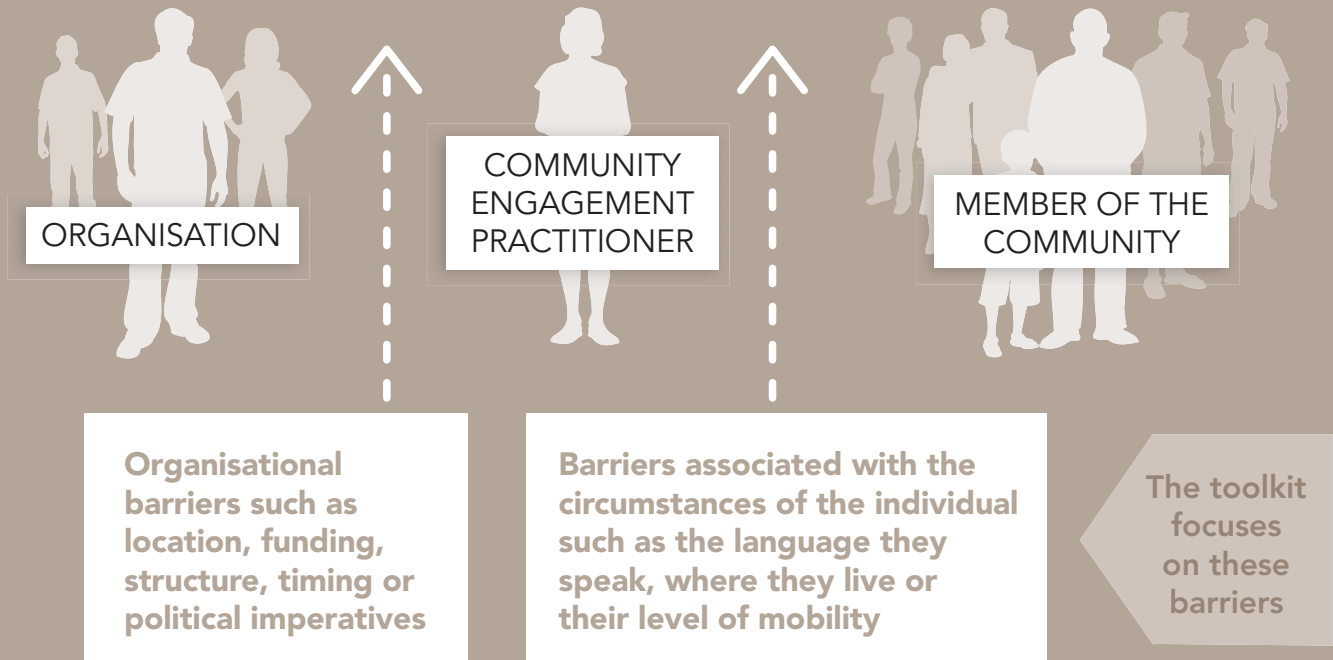 ORGANISATION
COMMUNITY
ENGAGEMENT
PRACTITIONER
MEMBER OF THE
COMMUNITY
Organisational
barriers such as
location, funding,
structure, timing or
political imperatives
Barriers associated with the
circumstances of the individual
such as the language they
speak, where they live or
their level of mobility
The toolkit
focuses
on these
barriers